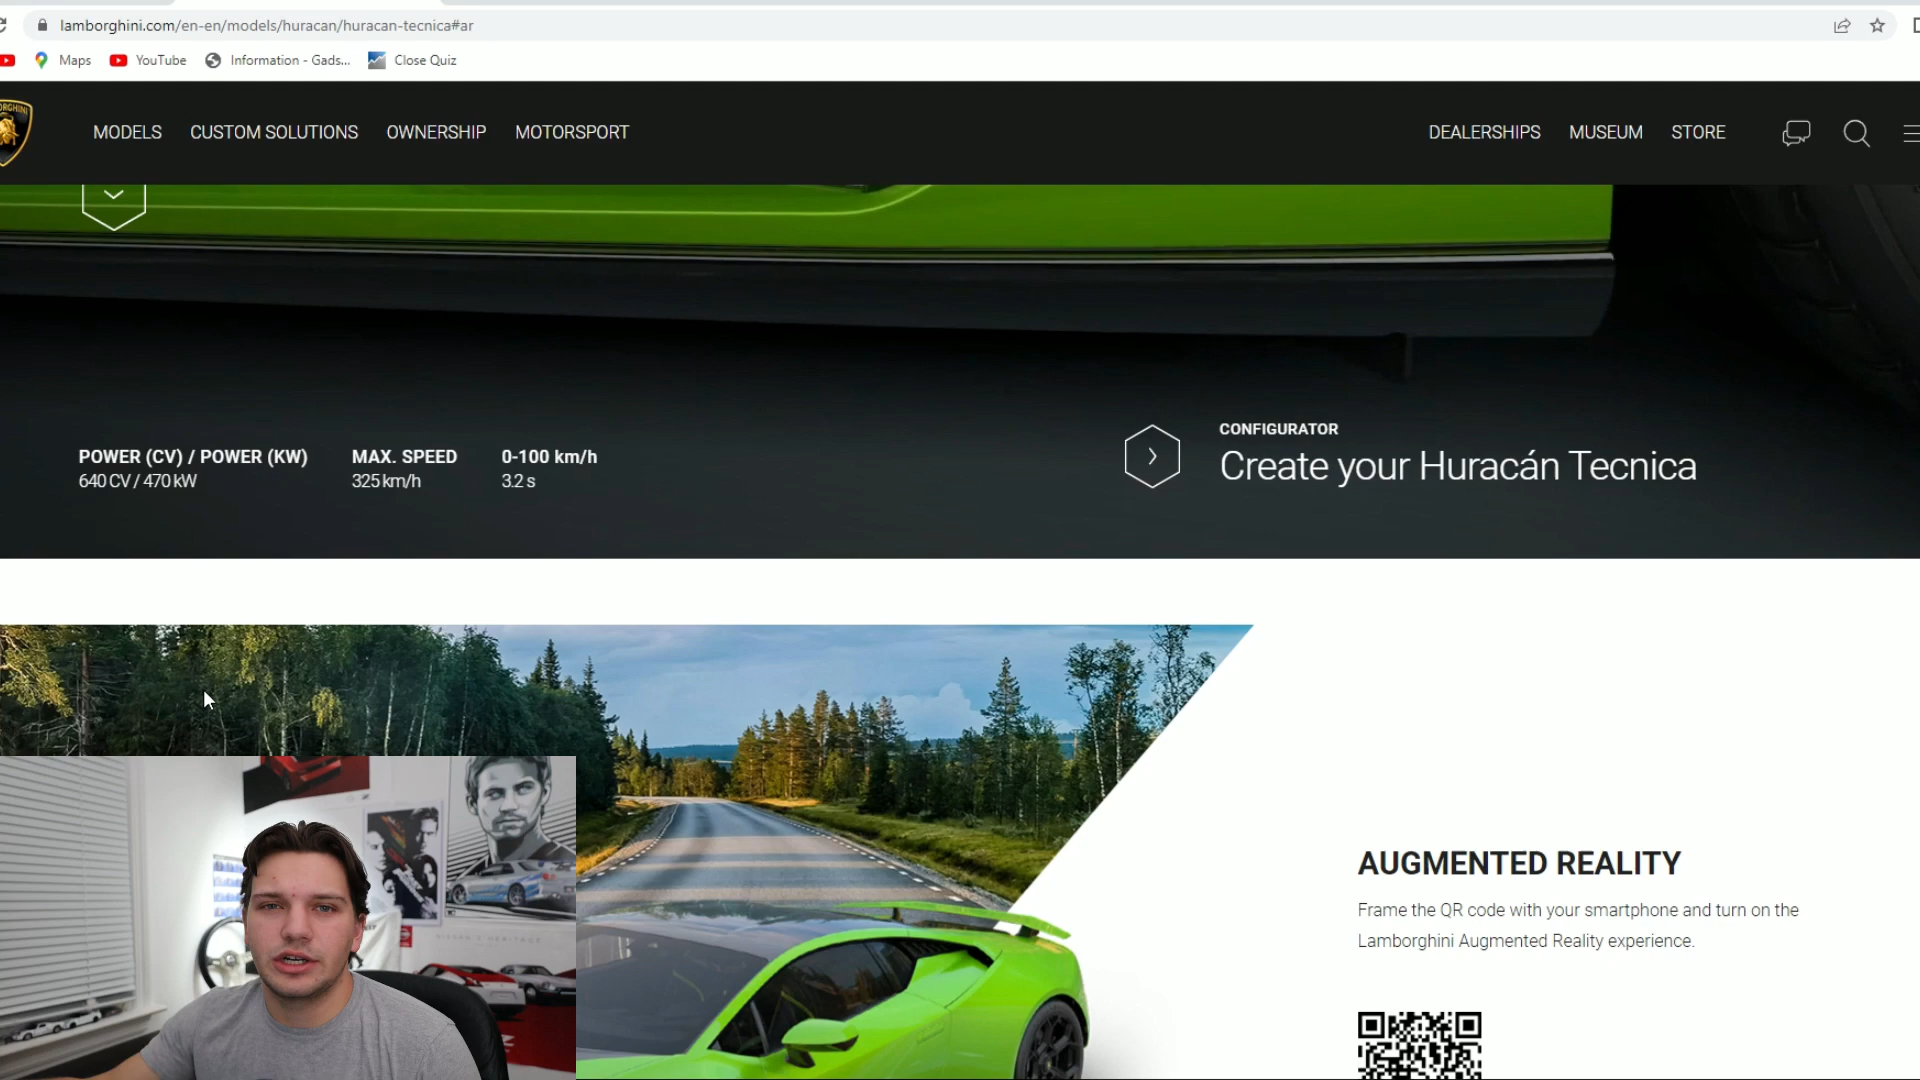 lamborghini.com/en-en/models/huracan/huracan-tecnica#ar
Maps YouTube Information - Gads... Close Quiz
MODELS CUSTOM SOLUTIONS OWNERSHIP MOTORSPORT DEALERSHIPS MUSEUM STORE
CONFIGURATOR
Create your Huracán Tecnica
POWER (CV) / POWER (KW) MAX. SPEED 0-100 km/h
640 CV / 470 kW 325 km/h 3.2 s
AUGMENTED REALITY
Frame the QR code with your smartphone and turn on the
Lamborghini Augmented Reality experience.